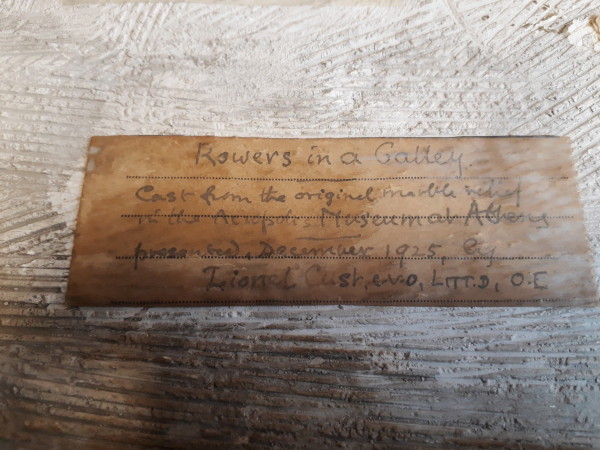 Rowers in a Galley.
Cast from the original marble relief
in the Acropolis Museum at Athens
presented, December 1925, by
Lionel Cust, C.V.O, LITT.D, O.E